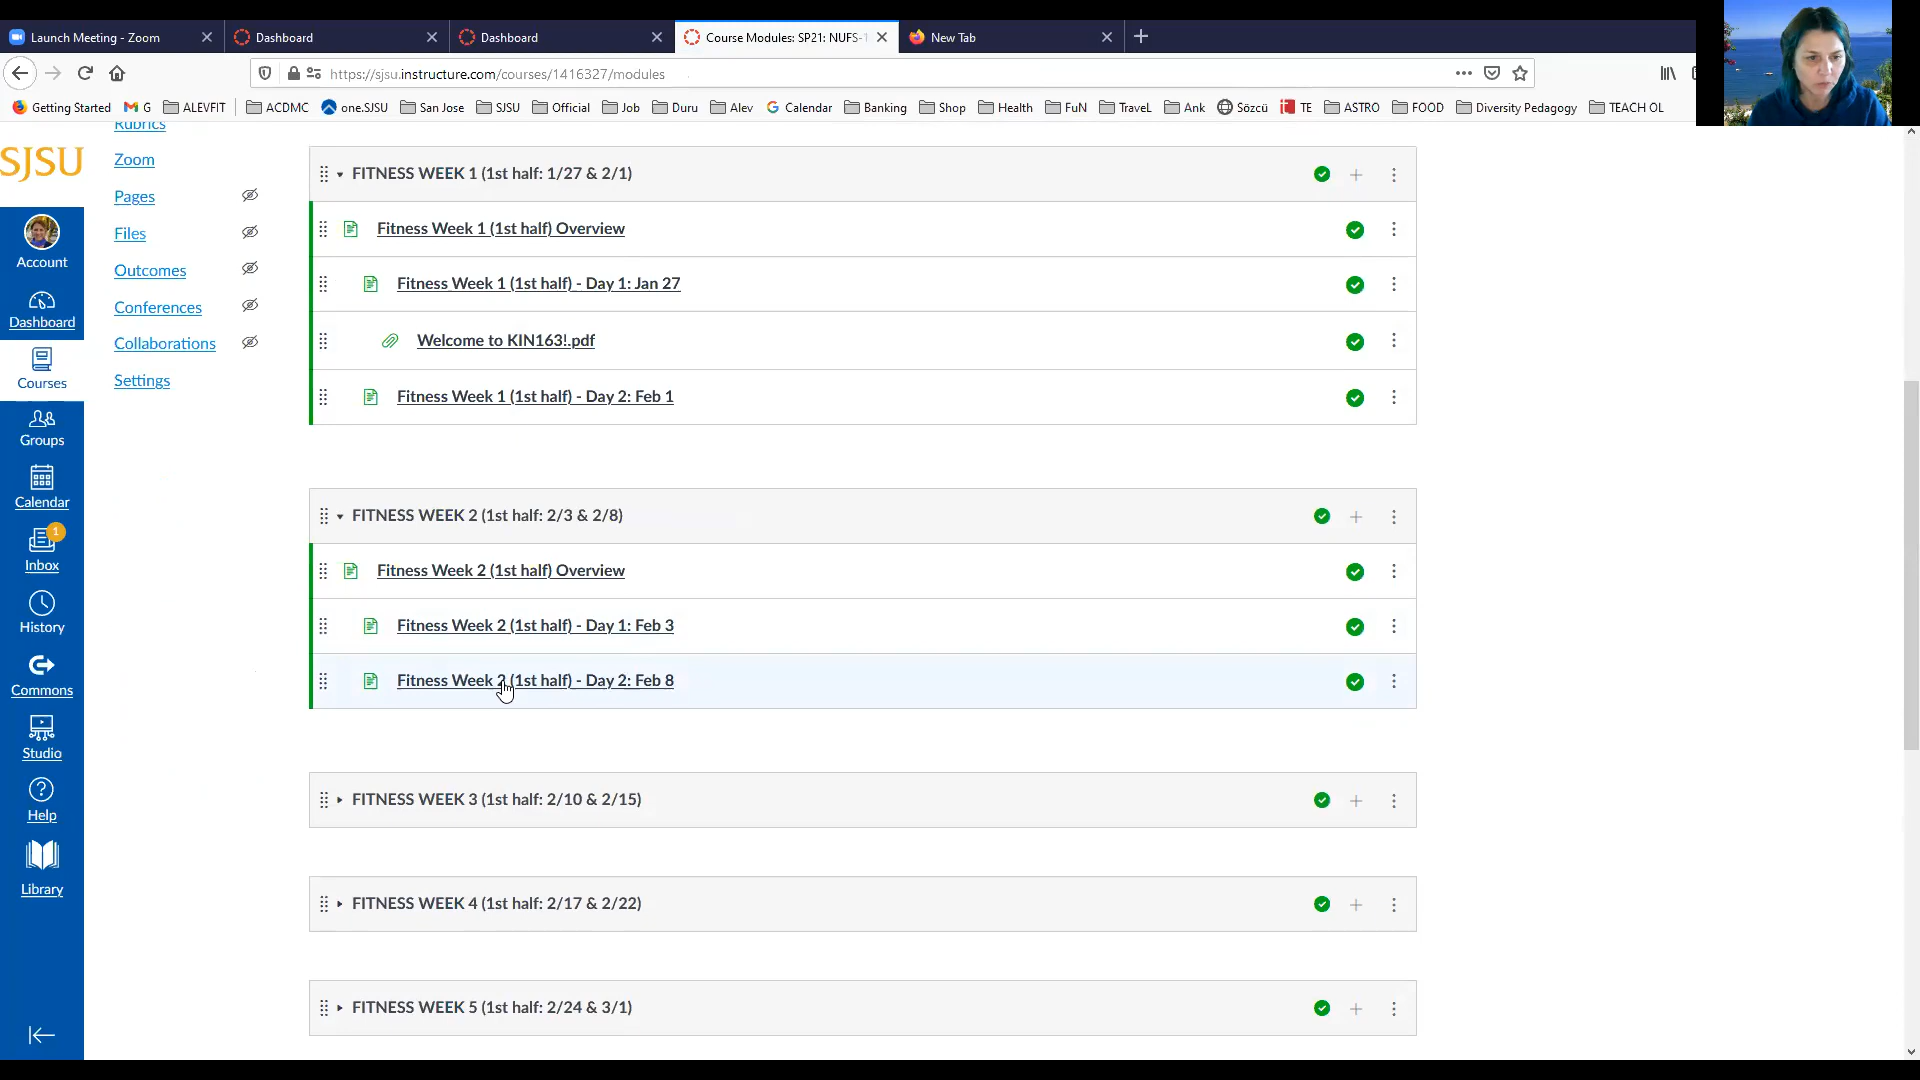 Launch Meeting - Zoom
Dashboard
Dashboard
Course Modules: SP21: NUFS-1
New Tab
https://sjsu.instructure.com/courses/1416327/modules
Getting Started
G
ALEVFIT
ACDMC
one.SJSU
San Jose
SJSU
Official
Job
Duru
Alev
Calendar
Banking
Shop
Health
FuN
TraveL
Ank
Sözcü
TE
ASTRO
FOOD
Diversity Pedagogy
TEACH OL
SJSU
Account
Dashboard
Courses
Groups
Calendar
1
Inbox
History
Commons
Studio
Help
Library
Rubrics
Zoom
Pages
Files
Outcomes
Conferences
Collaborations
Settings
FITNESS WEEK 1 (1st half: 1/27 & 2/1)
Fitness Week 1 (1st half) Overview
Fitness Week 1 (1st half) - Day 1: Jan 27
Welcome to KIN163!.pdf
Fitness Week 1 (1st half) - Day 2: Feb 1
FITNESS WEEK 2 (1st half: 2/3 & 2/8)
Fitness Week 2 (1st half) Overview
Fitness Week 2 (1st half) - Day 1: Feb 3
Fitness Week 2 (1st half) - Day 2: Feb 8
FITNESS WEEK 3 (1st half: 2/10 & 2/15)
FITNESS WEEK 4 (1st half: 2/17 & 2/22)
FITNESS WEEK 5 (1st half: 2/24 & 3/1)